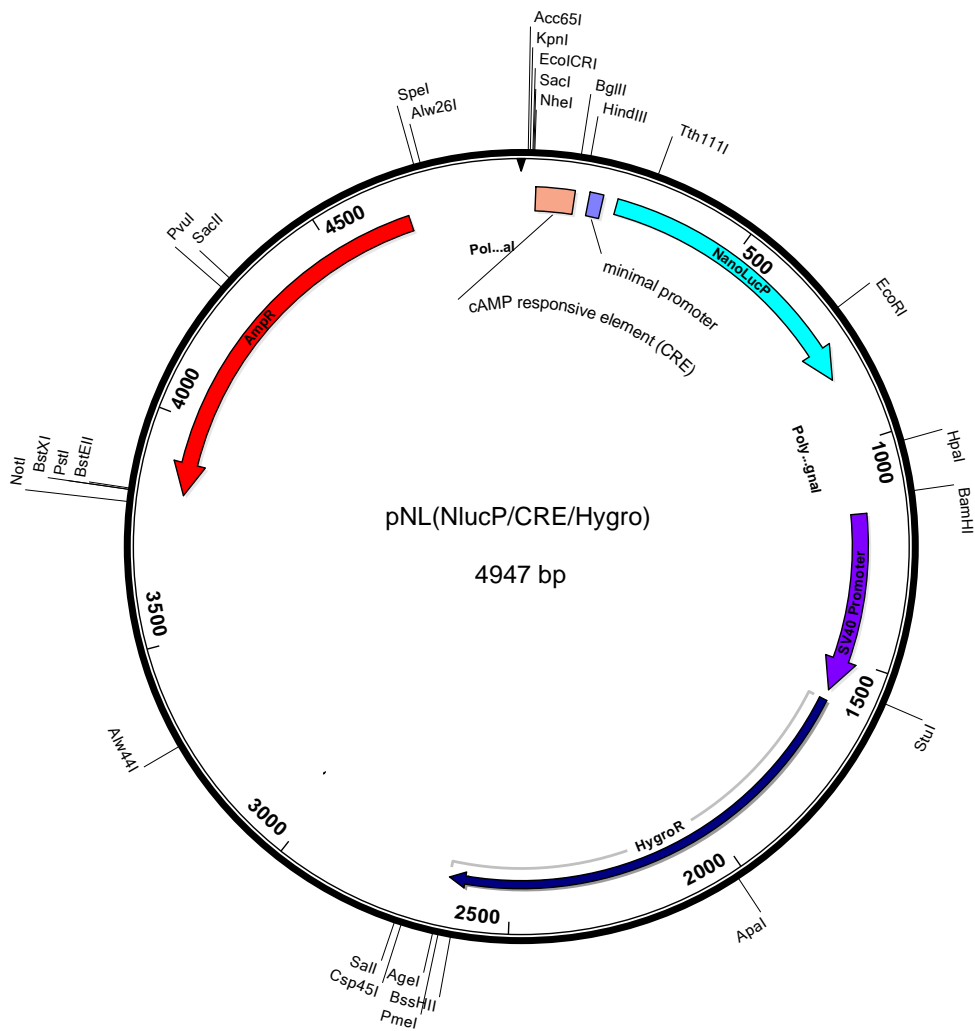 Acc65I
KpnI
EcoICRI
SacI
NheI
BglII
HindIII
Tth111I
500
NanoLucP
EcoRI
minimal promoter
cAMP responsive element (CRE)
Pol...al
Poly...gnal
1000
HpaI
BamHI
SV40 Promoter
1500
StuI
HygroR
2000
ApaI
2500
BssHII
PmeI
AgeI
Csp45I
SalI
3000
Alw44I
3500
NotI
BstXI
PstI
BstEII
4000
AmpR
PvuI
SacII
4500
SpeI
Alw26I
pNL(NlucP/CRE/Hygro)
4947 bp